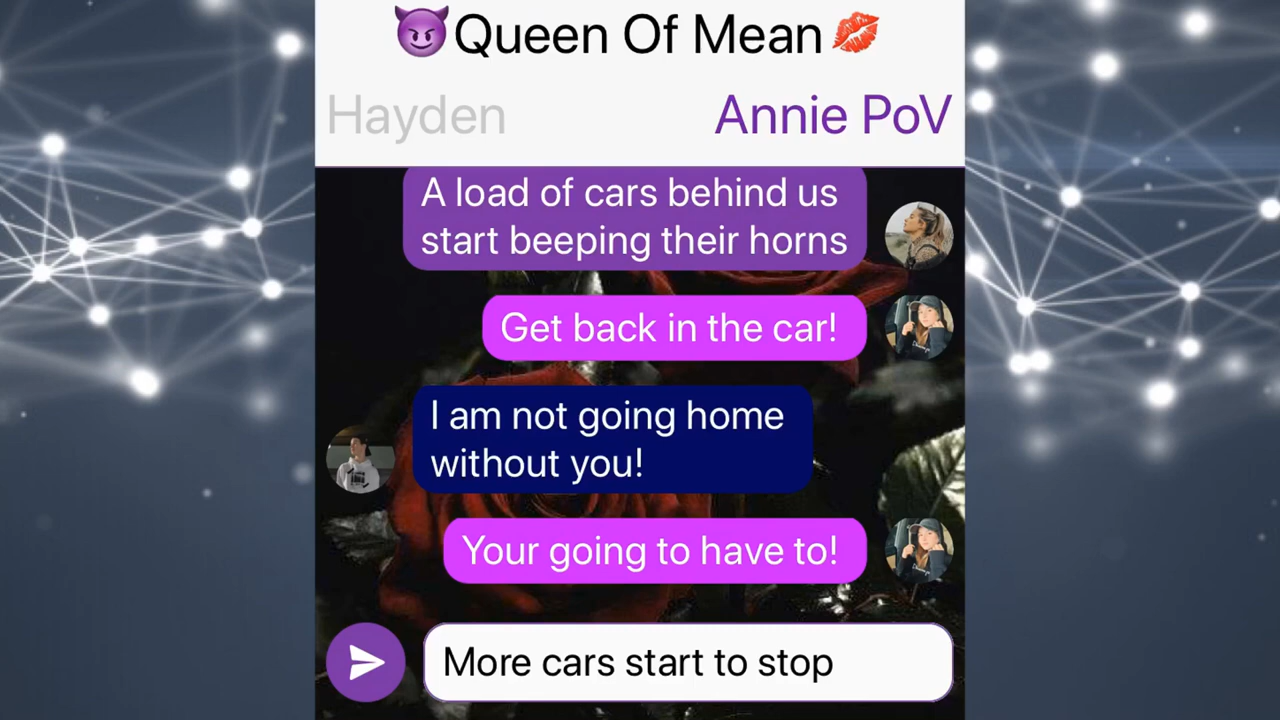 😈Queen Of Mean💋
Hayden
Annie PoV
A load of cars behind us
start beeping their horns
Get back in the car!
I am not going home
without you!
Your going to have to!
More cars start to stop